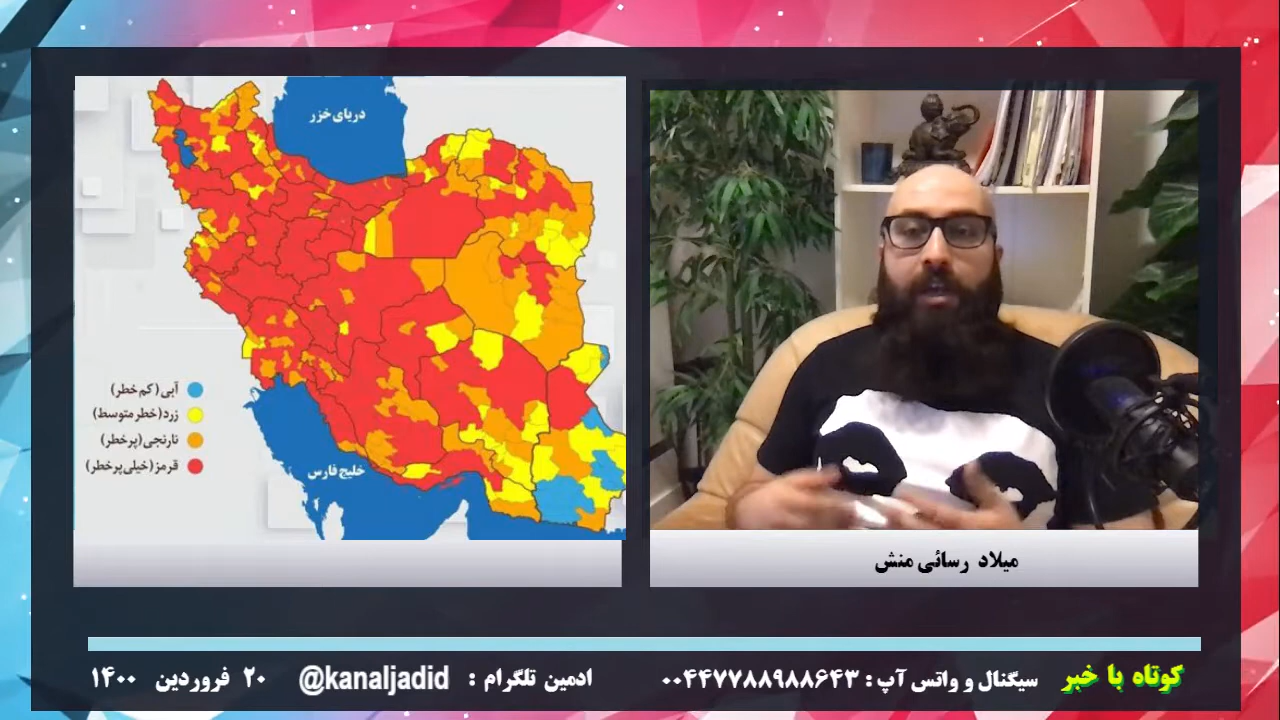 دریای خزر
آبی (کم خطر)
زرد (خطر متوسط)
نارنجی (پرخطر)
قرمز (خیلی پرخطر)
خلیج فارس
میلاد رسائی منش
کوتاه با خبر سیگنال و واتس آپ : ۰۰۴۴۷۷۸۸۹۸۸۶۴۳ ادمین تلگرام : @kanaljadid ۲۰ فروردین ۱۴۰۰